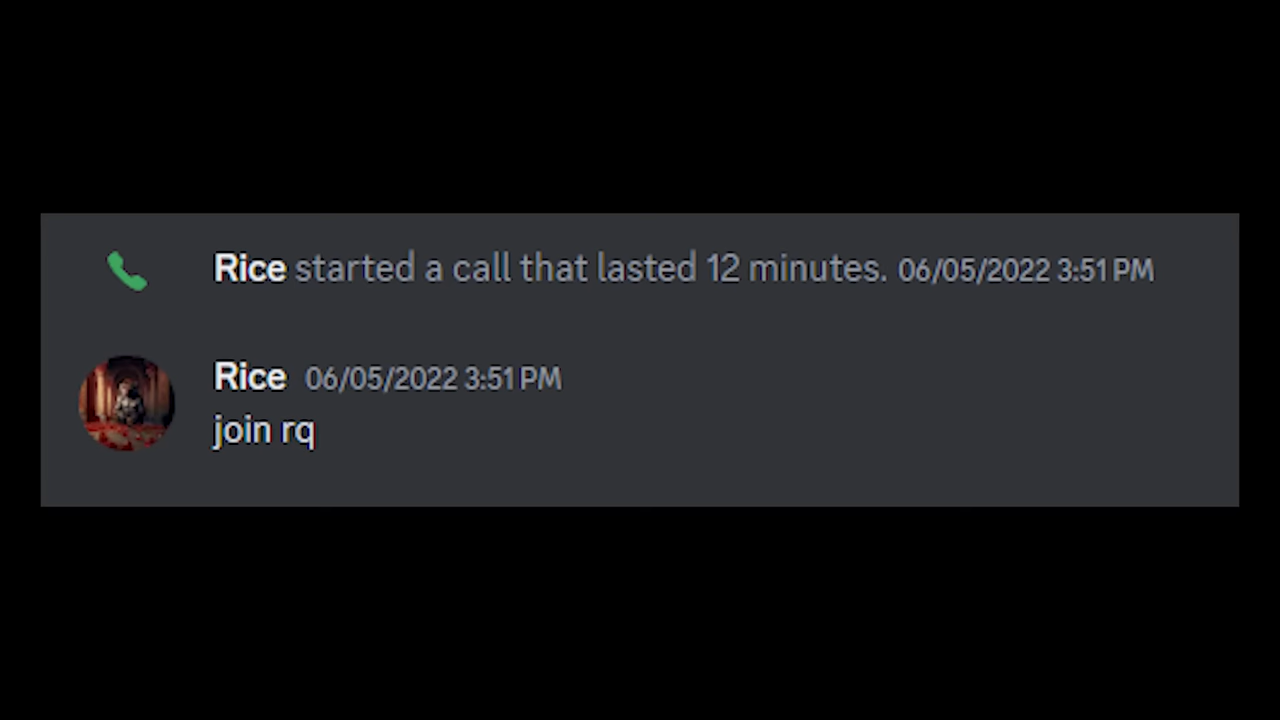 Rice started a call that lasted 12 minutes. 06/05/2022 3:51 PM
Rice 06/05/2022 3:51 PM
join rq